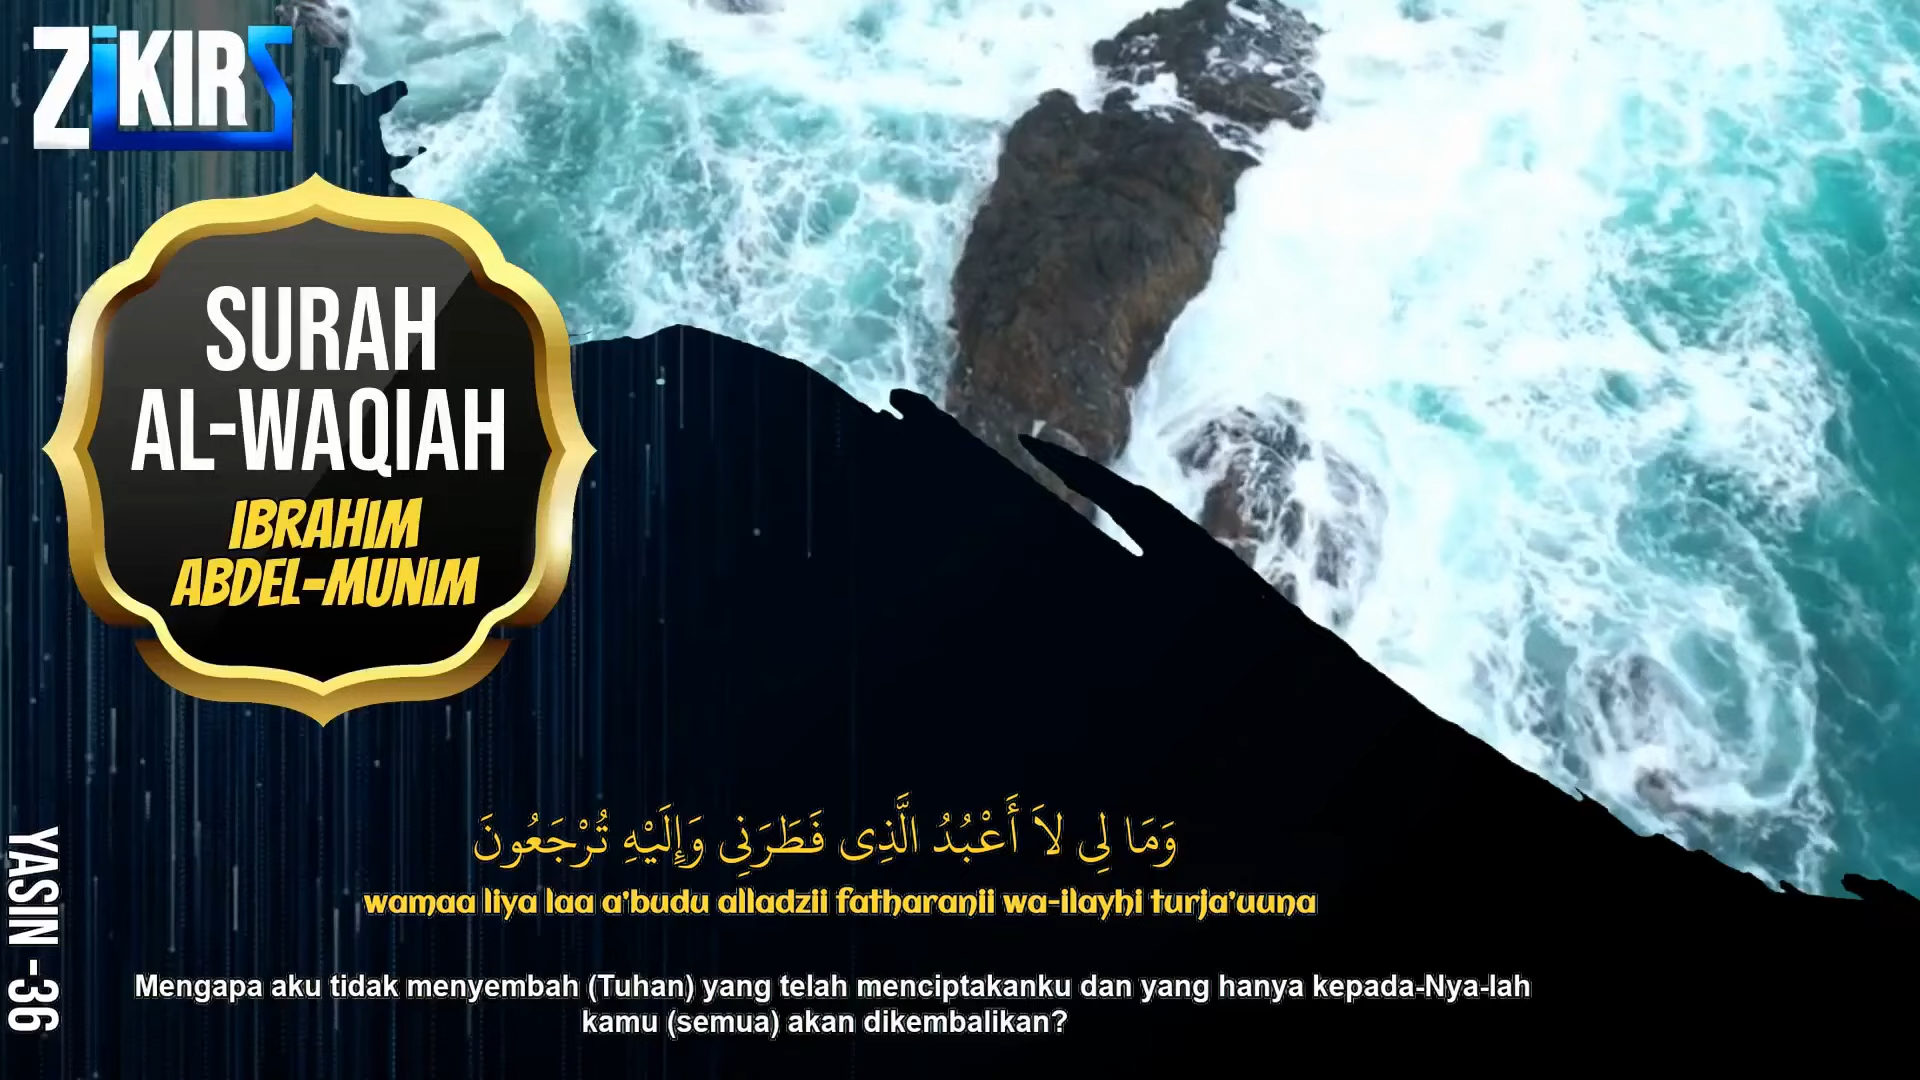 ZiKIRS
SURAH
AL-WAQIAH
IBRAHIM
ABDEL-MUNIM
YASIN -36
وَمَا لِي لاَ أَعْبُدُ الَّذِى فَطَرَنِى وَإِلَيْهِ تُرْجَعُونَ
wamaa liya laa a'budu alladzii fatharanii wa-ilayhi turja'uuna
Mengapa aku tidak menyembah (Tuhan) yang telah menciptakanku dan yang hanya kepada-Nya-lah
kamu (semua) akan dikembalikan?